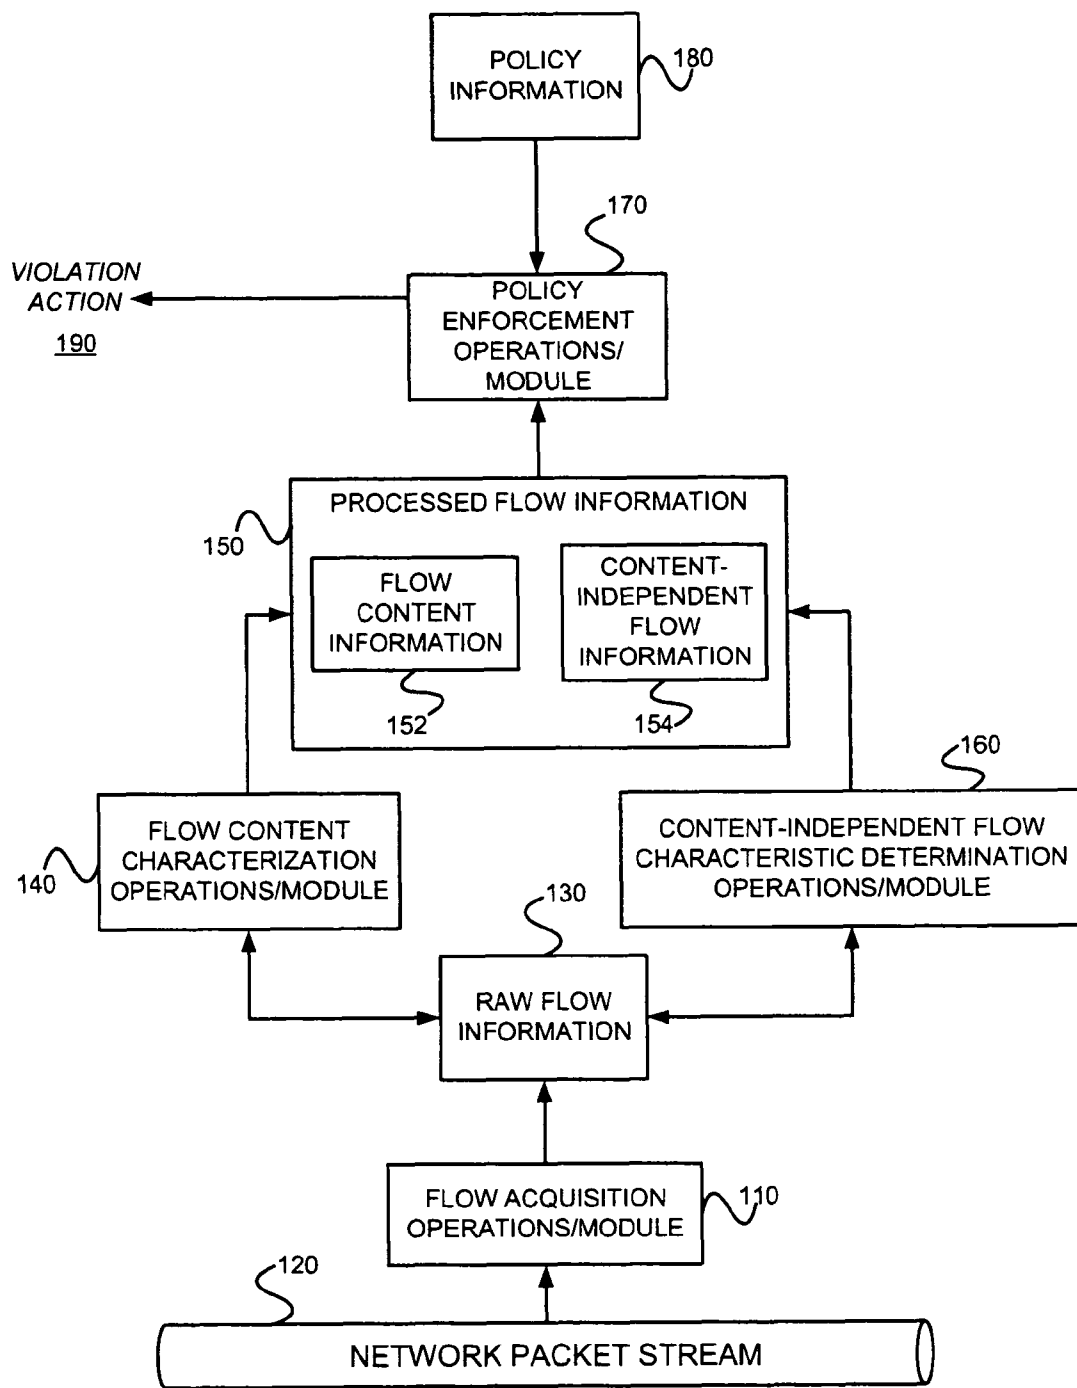 POLICY
INFORMATION
180
170
VIOLATION
ACTION
190
POLICY
ENFORCEMENT
OPERATIONS/
MODULE
PROCESSED FLOW INFORMATION
150
FLOW
CONTENT
INFORMATION
CONTENT-
INDEPENDENT
FLOW
INFORMATION
152
154
160
FLOW CONTENT
CHARACTERIZATION
OPERATIONS/MODULE
140
CONTENT-INDEPENDENT FLOW
CHARACTERISTIC DETERMINATION
OPERATIONS/MODULE
130
RAW FLOW
INFORMATION
FLOW ACQUISITION
OPERATIONS/MODULE
110
120
NETWORK PACKET STREAM